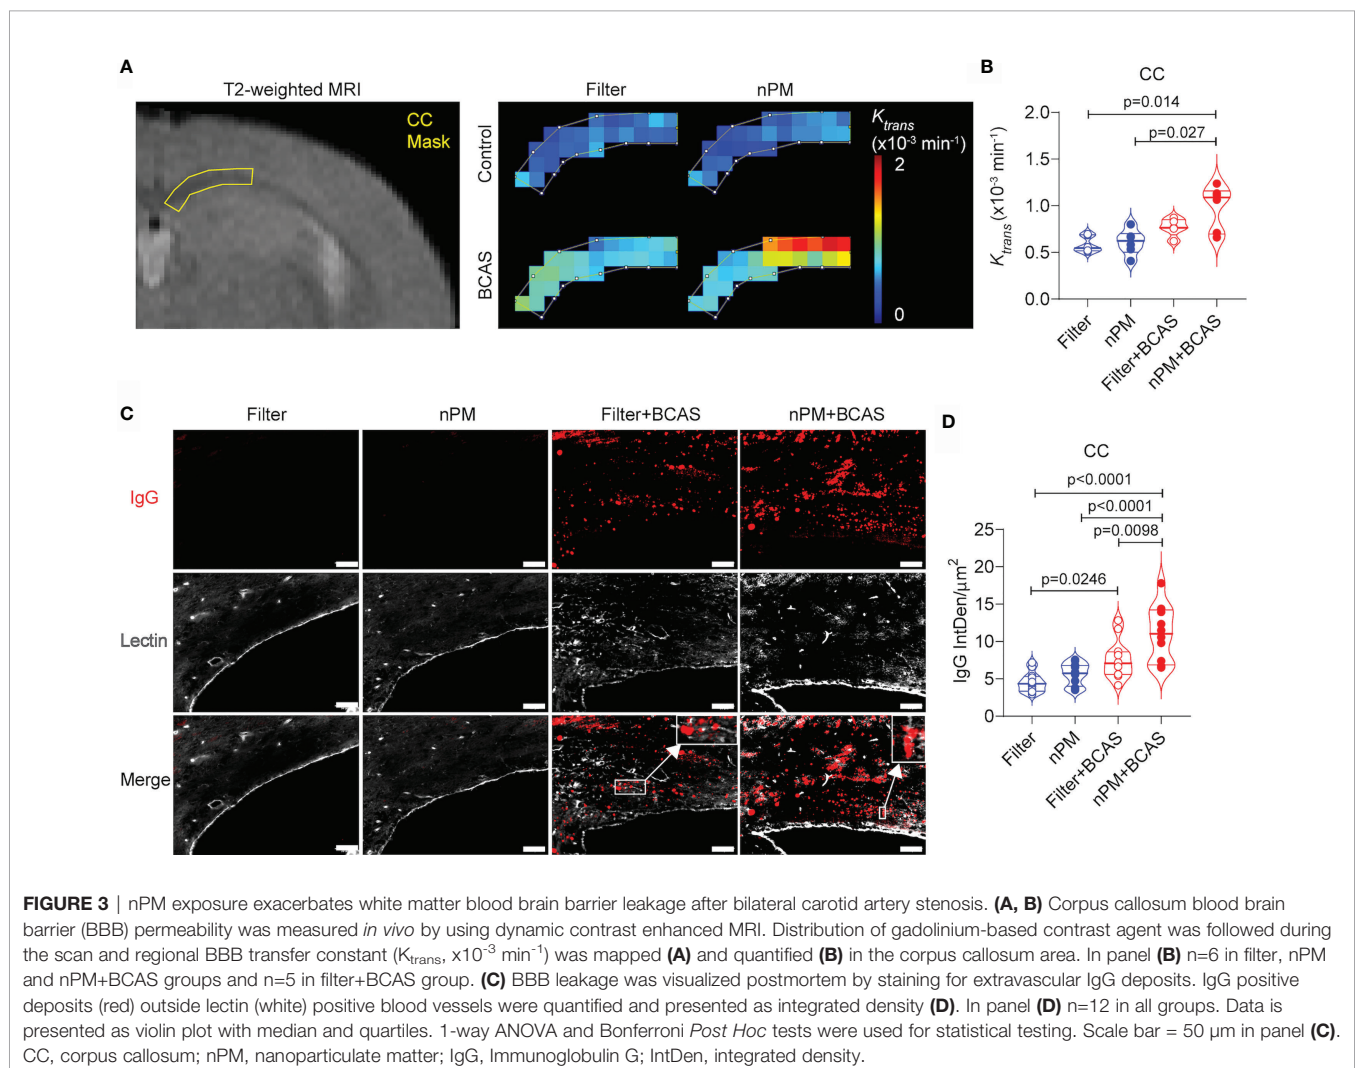 A
T2-weighted MRI
CC
Mask
Filter
nPM
Control
BCAS
K_trans
(x10⁻³ min⁻¹)
2
1
0
B
CC
p=0.014
p=0.027
2.0
1.5
1.0
0.5
0.0
K_trans (x10⁻³ min⁻¹)
Filter
nPM
Filter+BCAS
nPM+BCAS
C
Filter
nPM
Filter+BCAS
nPM+BCAS
IgG
Lectin
Merge
D
CC
p<0.0001
p<0.0001
p=0.0098
p=0.0246
25
20
15
10
5
0
IgG IntDen/µm²
Filter
nPM
Filter+BCAS
nPM+BCAS
FIGURE 3 | nPM exposure exacerbates white matter blood brain barrier leakage after bilateral carotid artery stenosis. (A, B) Corpus callosum blood brain
barrier (BBB) permeability was measured in vivo by using dynamic contrast enhanced MRI. Distribution of gadolinium-based contrast agent was followed during
the scan and regional BBB transfer constant (Ktrans, x10⁻³ min⁻¹) was mapped (A) and quantified (B) in the corpus callosum area. In panel (B) n=6 in filter, nPM
and nPM+BCAS groups and n=5 in filter+BCAS group. (C) BBB leakage was visualized postmortem by staining for extravascular IgG deposits. IgG positive
deposits (red) outside lectin (white) positive blood vessels were quantified and presented as integrated density (D). In panel (D) n=12 in all groups. Data is
presented as violin plot with median and quartiles. 1-way ANOVA and Bonferroni Post Hoc tests were used for statistical testing. Scale bar = 50 µm in panel (C).
CC, corpus callosum; nPM, nanoparticulate matter; IgG, Immunoglobulin G; IntDen, integrated density.